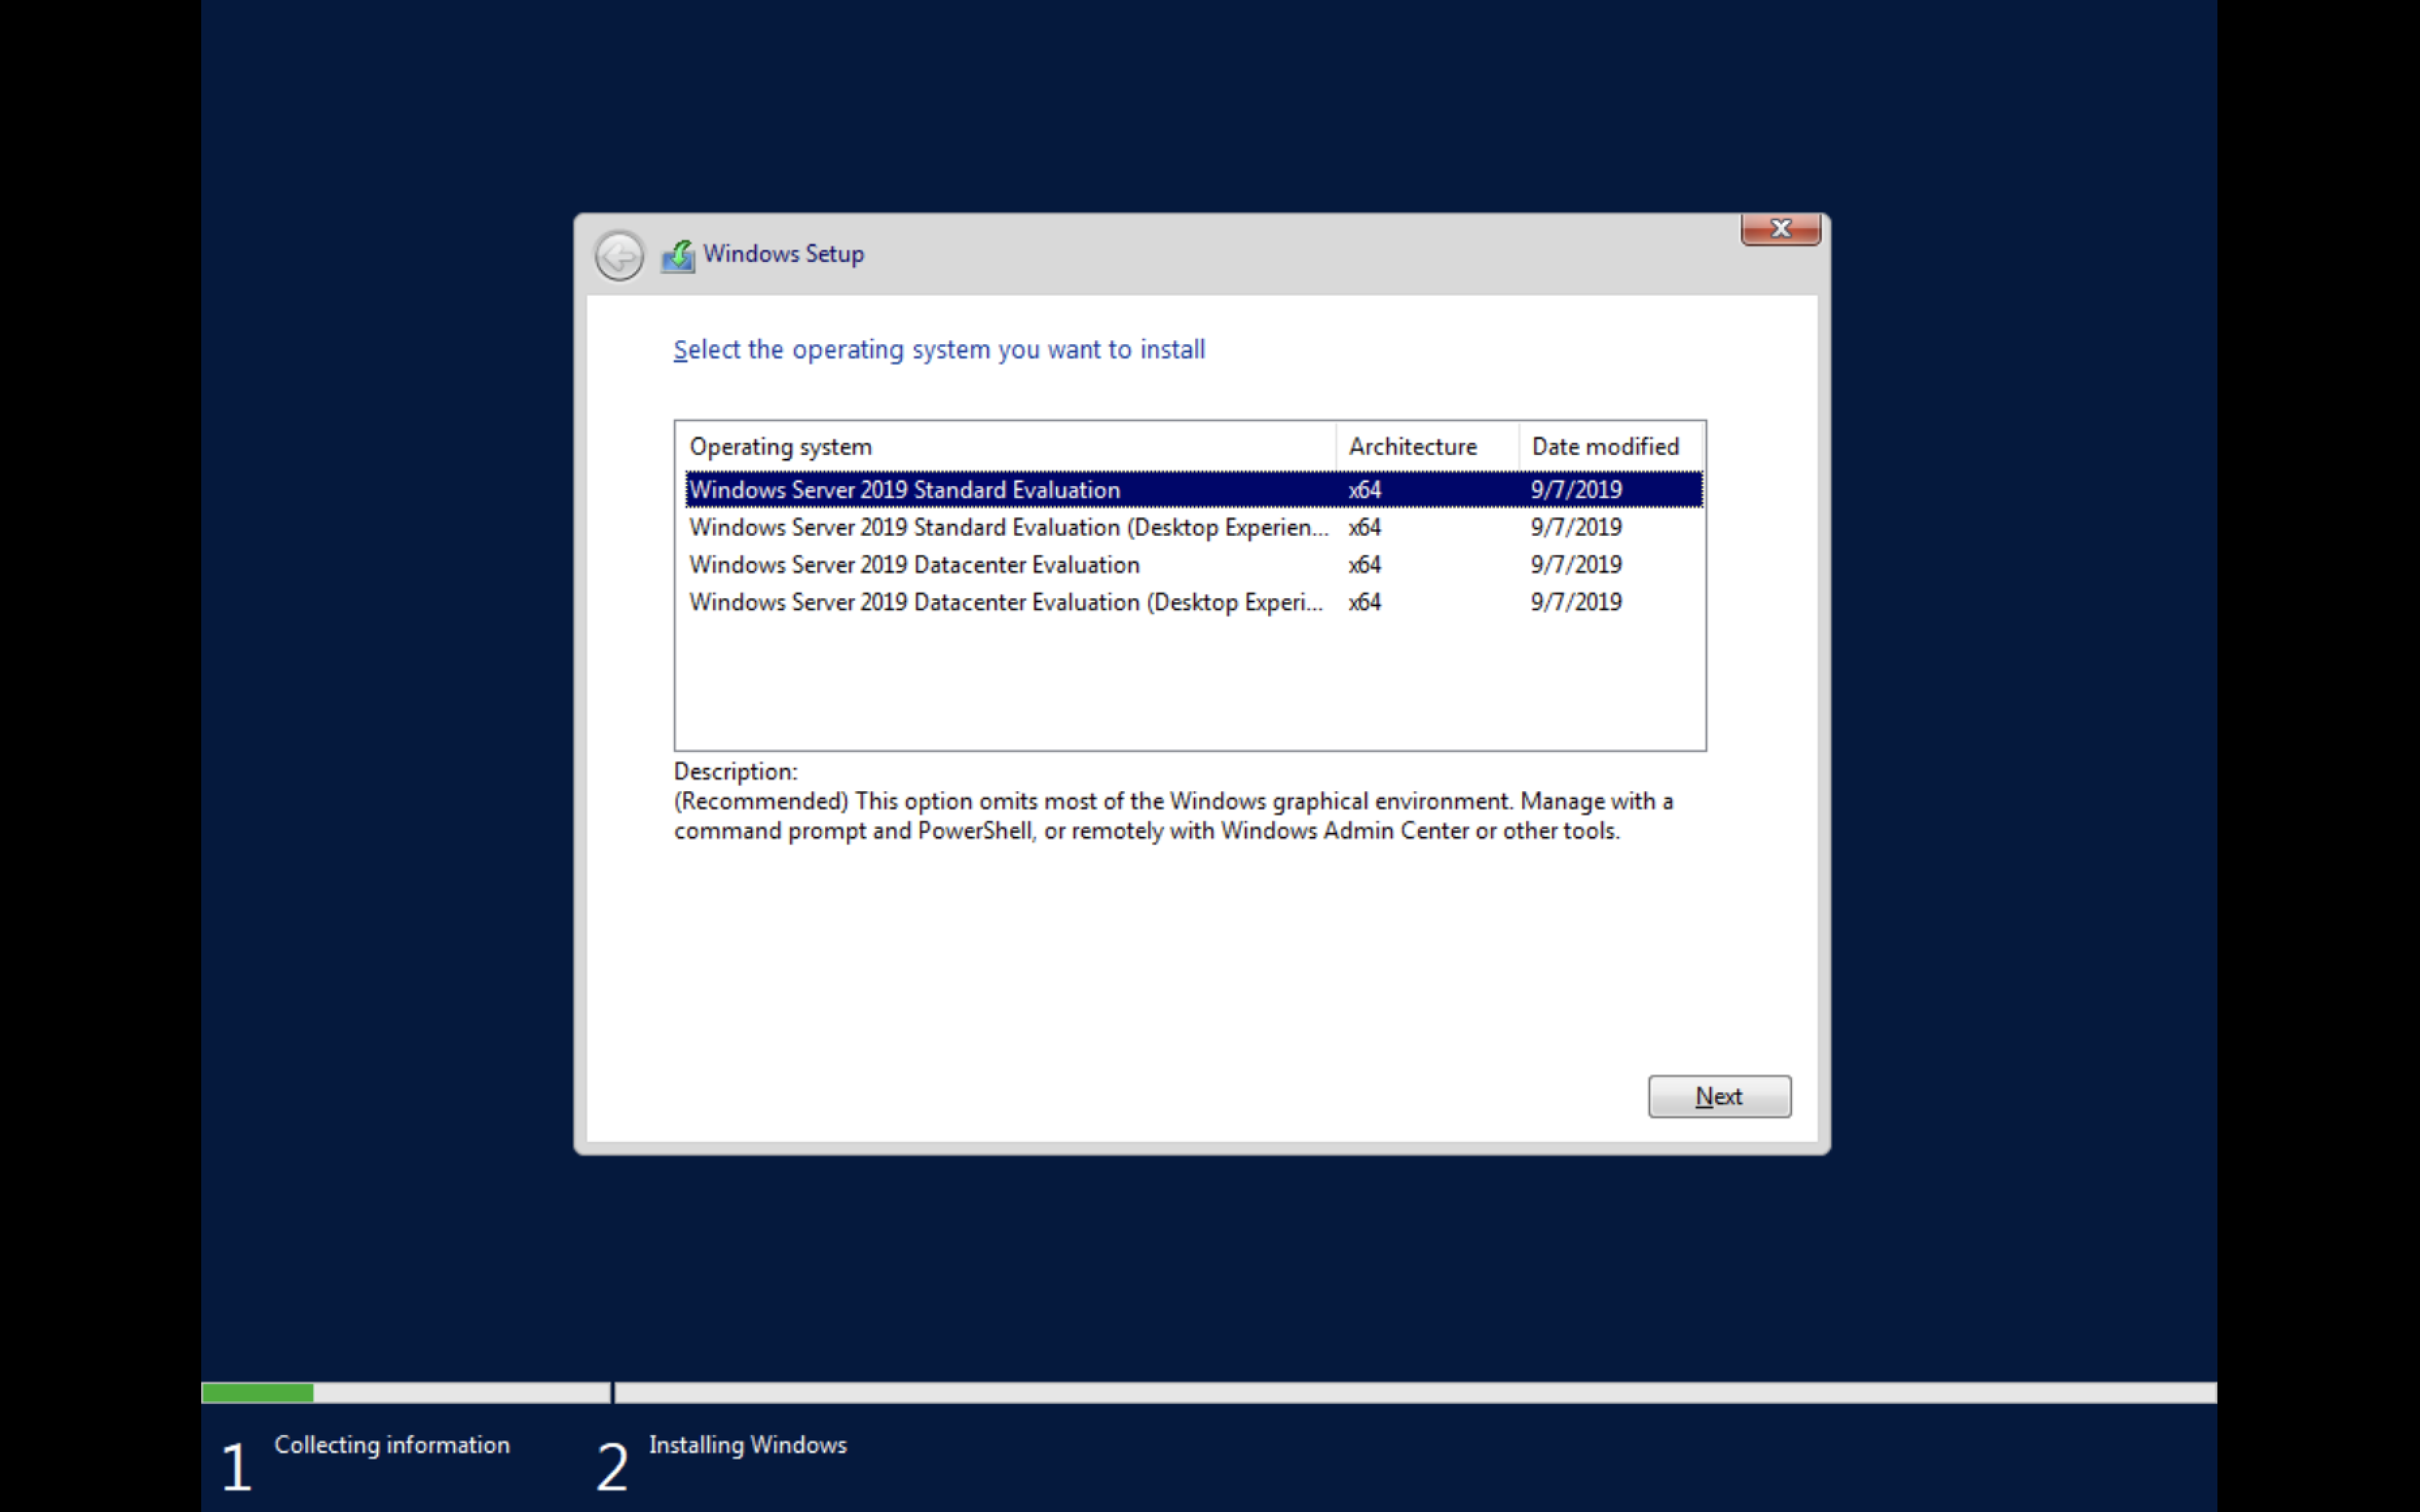 Windows Setup
Select the operating system you want to install
Operating system Architecture Date modified
Windows Server 2019 Standard Evaluation x64 9/7/2019
Windows Server 2019 Standard Evaluation (Desktop Experien... x64 9/7/2019
Windows Server 2019 Datacenter Evaluation x64 9/7/2019
Windows Server 2019 Datacenter Evaluation (Desktop Experi... x64 9/7/2019
Description:
(Recommended) This option omits most of the Windows graphical environment. Manage with a
command prompt and PowerShell, or remotely with Windows Admin Center or other tools.
Next
1 Collecting information 2 Installing Windows